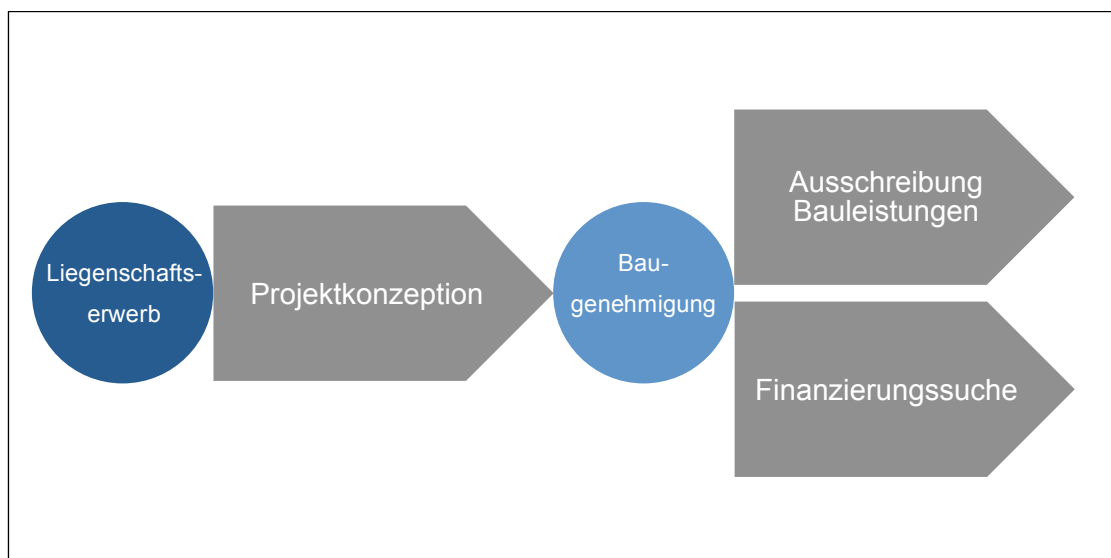 Liegenschafts-
erwerb
Projektkonzeption
Bau-
genehmigung
Ausschreibung
Bauleistungen
Finanzierungssuche